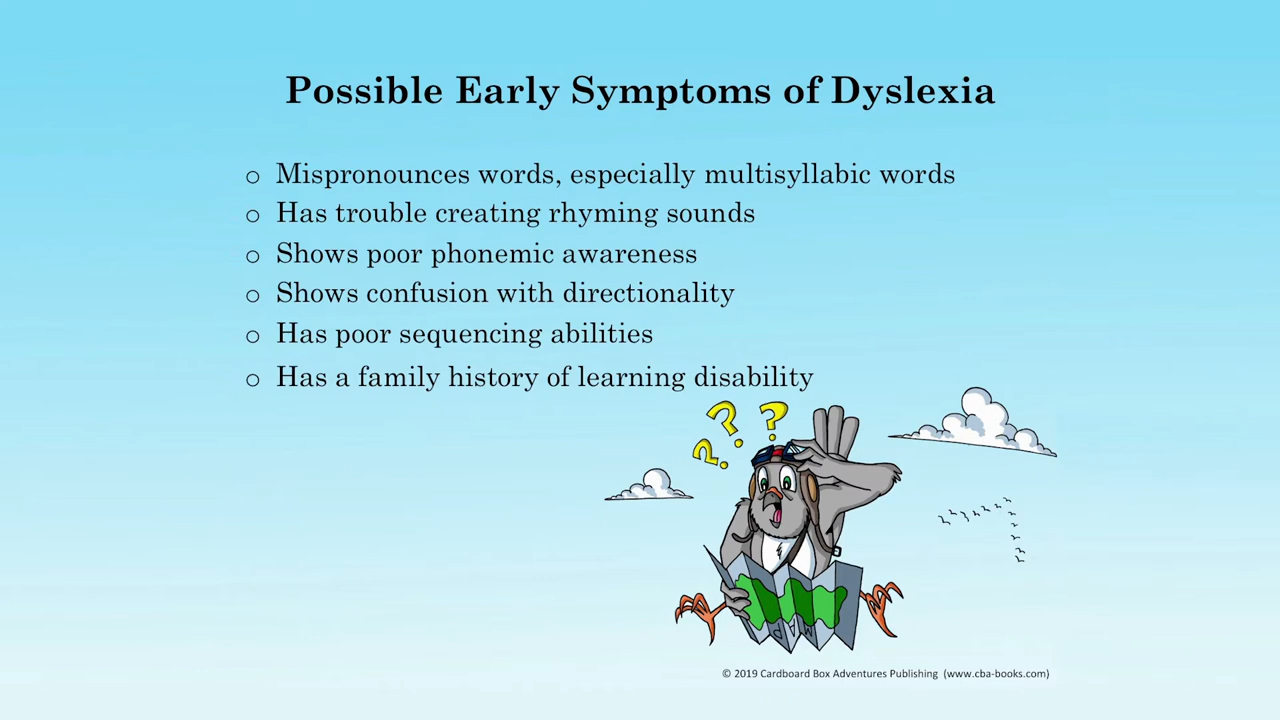 Possible Early Symptoms of Dyslexia
o Mispronounces words, especially multisyllabic words
o Has trouble creating rhyming sounds
o Shows poor phonemic awareness
o Shows confusion with directionality
o Has poor sequencing abilities
o Has a family history of learning disability
? ? ?
MAP
© 2019 Cardboard Box Adventures Publishing (www.cba-books.com)